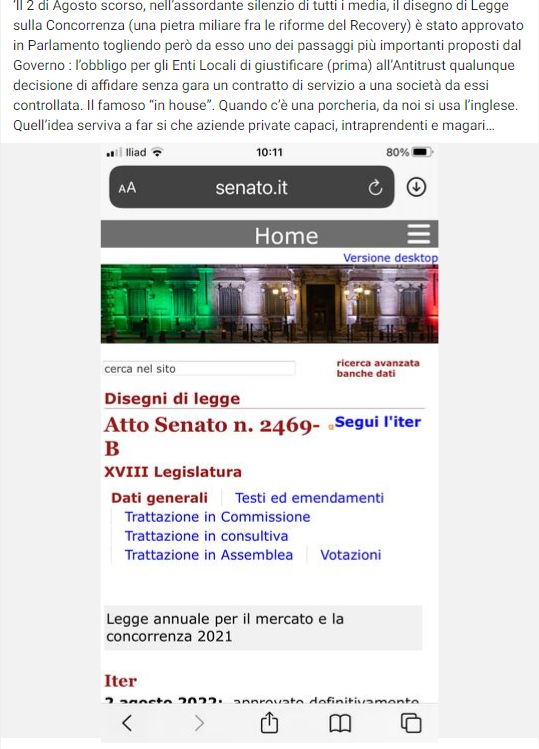 'Il 2 di Agosto scorso, nell'assordante silenzio di tutti i media, il disegno di Legge
sulla Concorrenza (una pietra miliare fra le riforme del Recovery) è stato approvato
in Parlamento togliendo però da esso uno dei passaggi più importanti proposti dal
Governo : l'obbligo per gli Enti Locali di giustificare (prima) all'Antitrust qualunque
decisione di affidare senza gara un contratto di servizio a una società da essi
controllata. Il famoso “in house”. Quando c'è una porcheria, da noi si usa l'inglese.
Quell'idea serviva a far si che aziende private capaci, intraprendenti e magari...
Iliad 10:11 80%
AA senato.it
Home
Versione desktop
cerca nel sito
ricerca avanzata
banche dati
Disegni di legge
Atto Senato n. 2469-
B
Segui l'iter
XVIII Legislatura
Dati generali Testi ed emendamenti
Trattazione in Commissione
Trattazione in consultiva
Trattazione in Assemblea Votazioni
Legge annuale per il mercato e la
concorrenza 2021
Iter
2 agosto 2022: approvato definitivamente